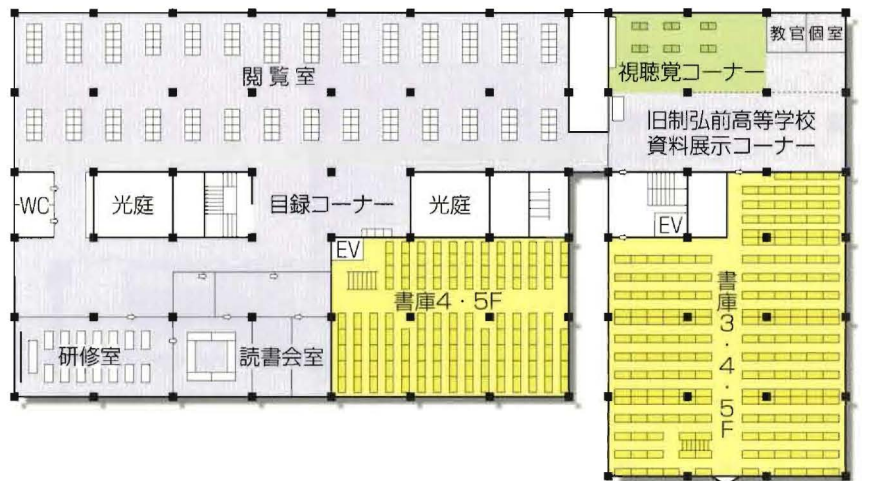 閲覧室
視聴覚コーナー
教官個室
旧制弘前高等学校
資料展示コーナー
WC
光庭
目録コーナー
光庭
EV
EV
書庫4・5F
書庫3・4・5F
研修室
読書会室